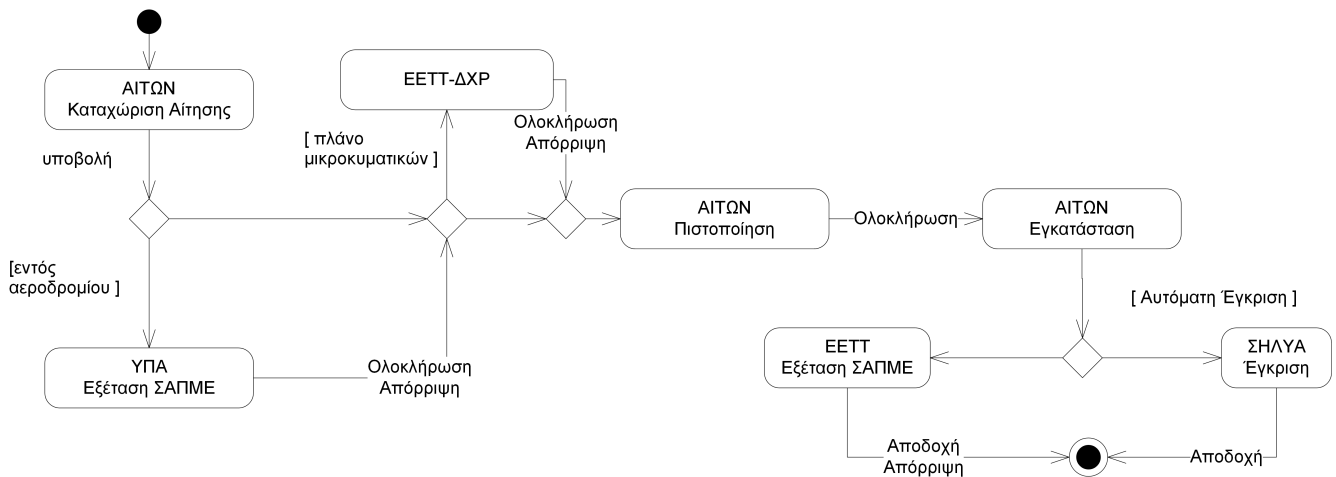 ΑΙΤΩΝ
Καταχώριση Αίτησης
υποβολή
[εντός
αεροδρομίου ]
ΥΠΑ
Εξέταση ΣΑΠΜΕ
Ολοκλήρωση
Απόρριψη
[ πλάνο
μικροκυματικών ]
ΕΕΤΤ-ΔΧΡ
Ολοκλήρωση
Απόρριψη
ΑΙΤΩΝ
Πιστοποίηση
Ολοκλήρωση
ΑΙΤΩΝ
Εγκατάσταση
[ Αυτόματη Έγκριση ]
ΕΕΤΤ
Εξέταση ΣΑΠΜΕ
ΣΗΛΥΑ
Έγκριση
Αποδοχή
Απόρριψη
Αποδοχή